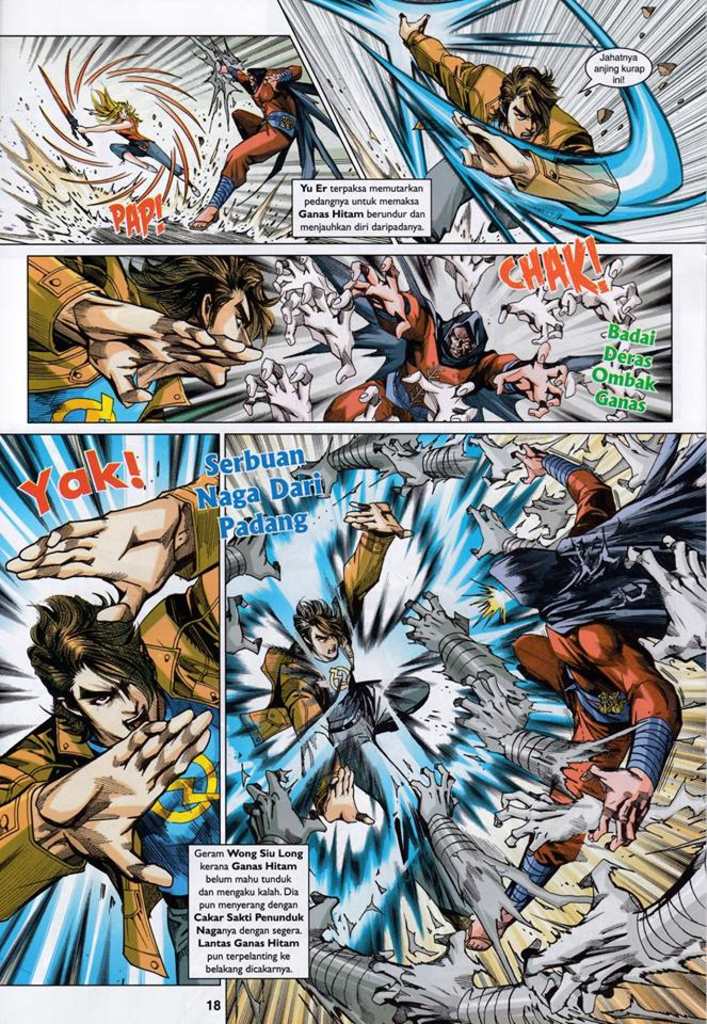 Jahatnya
anjing kurap
ini!
Yu Er terpaksa memutarkan
pedangnya untuk memaksa
Ganas Hitam berundur dan
menjauhkan diri daripadanya.
PAP!
CHAK!
Badai
Deras
Ombak
Ganas
Yak!
Serbuan
Naga Dari
Padang
Geram Wong Siu Long
kerana Ganas Hitam
belum mahu tunduk
dan mengaku kalah. Dia
pun menyerang dengan
Cakar Sakti Penunduk
Naganya dengan segera.
Lantas Ganas Hitam
pun terpelanting ke
belakang dicakarnya.
18